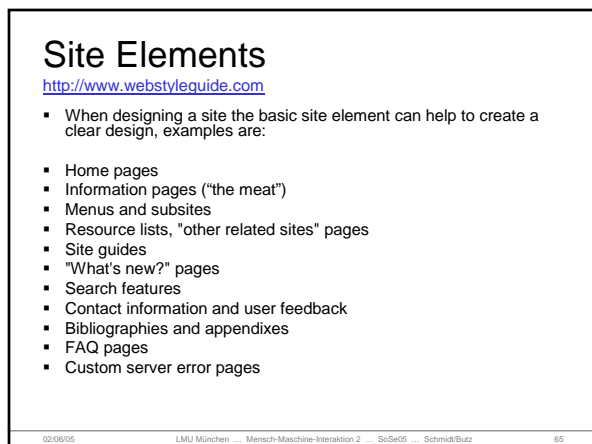 Site Elements
http://www.webstyleguide.com
▪ When designing a site the basic site element can help to create a
clear design, examples are:
▪ Home pages
▪ Information pages (“the meat”)
▪ Menus and subsites
▪ Resource lists, "other related sites" pages
▪ Site guides
▪ "What's new?" pages
▪ Search features
▪ Contact information and user feedback
▪ Bibliographies and appendixes
▪ FAQ pages
▪ Custom server error pages
02/06/05 LMU München … Mensch-Maschine-Interaktion 2 … SoSe05 … Schmidt/Butz 65